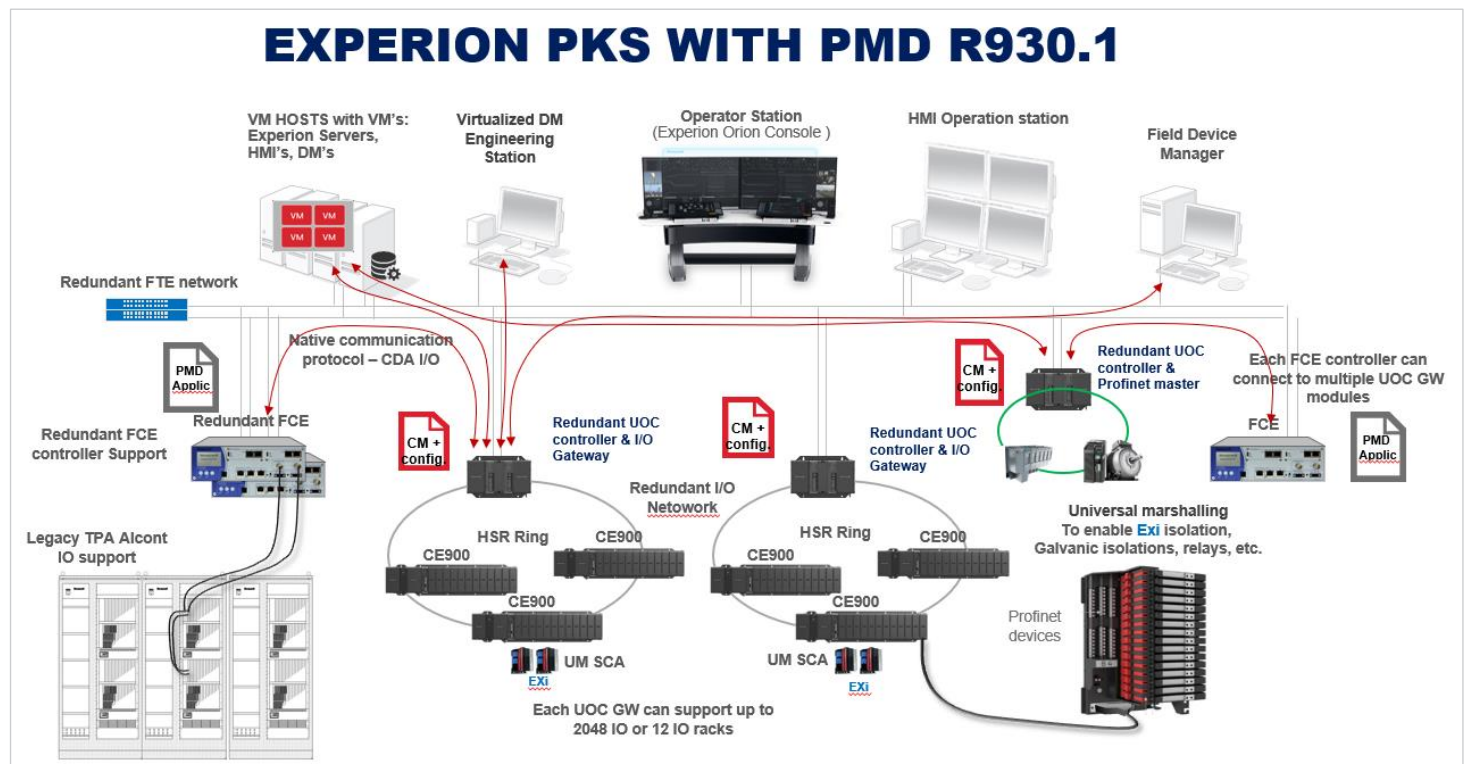 EXPERION PKS WITH PMD R930.1
VM HOSTS with VM's:
Experion Servers,
HMI's, DM's
Virtualized DM
Engineering
Station
Operator Station
(Experion Orion Console )
HMI Operation station
Field Device
Manager
VM VM
VM VM
Redundant FTE network
Native communication
protocol – CDA I/O
PMD
Applic
Redundant FCE
Redundant FCE
controller Support
CM +
config.
Redundant UOC
controller & I/O
Gateway
CM +
config.
Redundant UOC
controller & I/O
Gateway
CM +
config.
Redundant UOC
controller &
Profinet master
Each FCE controller can
connect to multiple UOC GW
modules
FCE
PMD
Applic
Redundant I/O
Netowork
Legacy TPA Alcont
IO support
HSR Ring
CE900
CE900
CE900
UM SCA
EXi
HSR Ring
CE900
CE900
CE900
UM SCA
EXi
Universal marshalling
To enable Exi isolation,
Galvanic isolations, relays, etc.
Profinet
devices
Each UOC GW can support up to
2048 IO or 12 IO racks